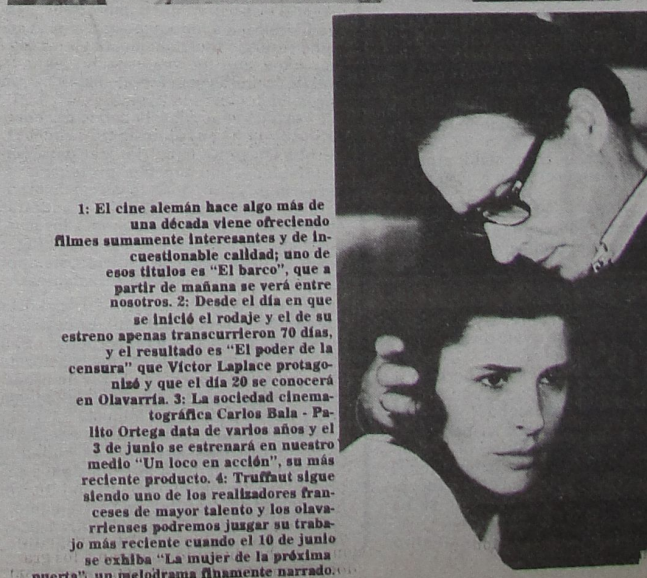 1: El cine alemán hace algo más de
una década viene ofreciendo
filmes sumamente interesantes y de in-
cuestionable calidad; uno de
esos títulos es "El barco", que a
partir de mañana se verá entre
nosotros. 2: Desde el día en que
se inició el rodaje y el de su
estreno apenas transcurrieron 70 días,
y el resultado es "El poder de la
censura" que Víctor Laplace protago-
nizó y que el día 20 se conocerá
en Olavarría. 3: La sociedad cinema-
tográfica Carlos Bala - Pa-
lito Ortega data de varios años y el
3 de junio se estrenará en nuestro
medio "Un loco en acción", su más
reciente producto. 4: Truffaut sigue
siendo uno de los realizadores fran-
ceses de mayor talento y los olava-
rrienses podremos juzgar su traba-
jo más reciente cuando el 10 de junio
se exhiba "La mujer de la próxima
puerta", un melodrama finamente narrado.